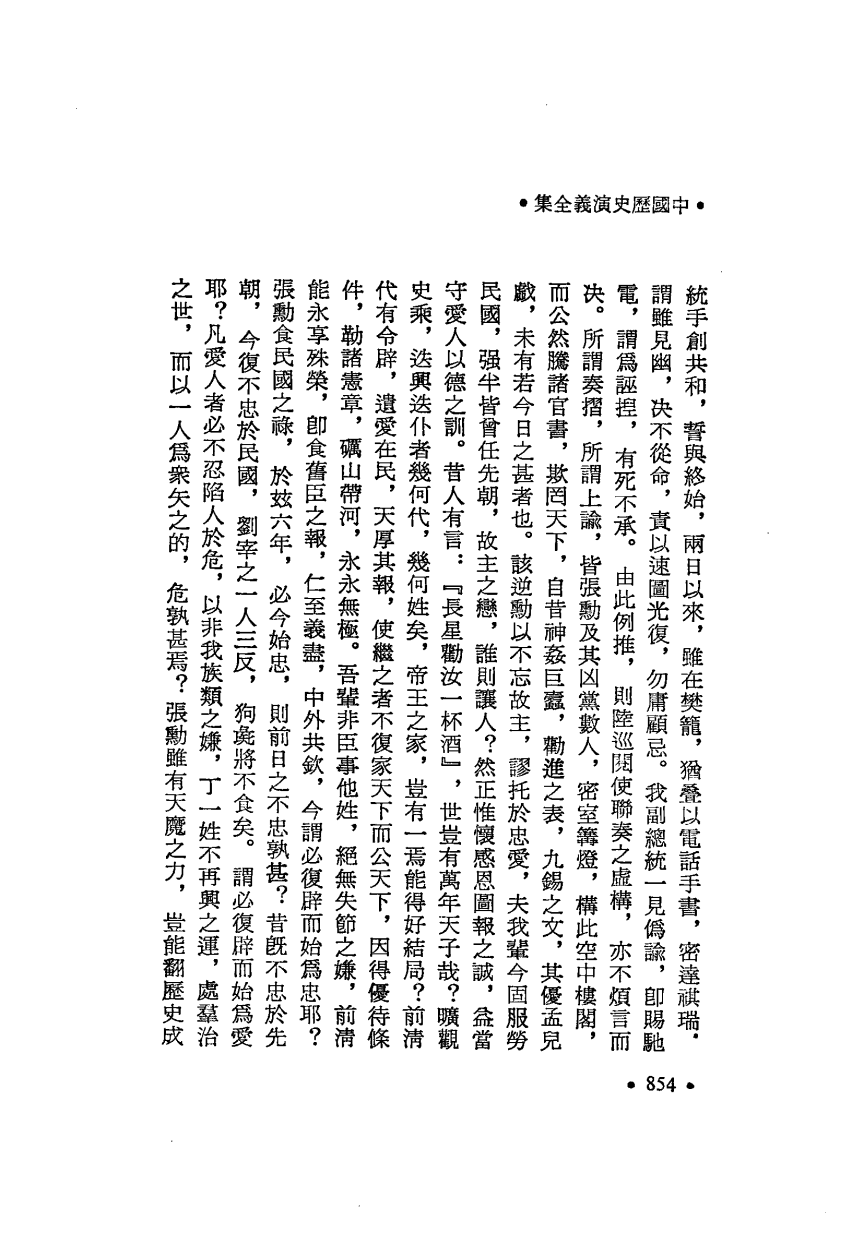 •中國歷史演義全集•
統手創共和，誓與終始，兩日以來，雖在樊籠，猶疊以電話手書，密達祺瑞，
謂雖見幽，決不從命，責以速圖光復，勿庸顧忌。我副總統一見僞諭，卽賜馳
電，謂爲誣捏，有死不承。由此例推，則陸巡閱使聯奏之虛構，亦不煩言而
決。所謂奏摺，所謂上諭，皆張勳及其凶黨數人，密室篝燈，構此空中樓閣，
而公然騰諸官書，欺罔天下，自昔神姦巨蠹，勸進之表，九錫之文，其優孟兒
戲，未有若今日之甚者也。該逆勳以不忘故主，謬托於忠愛，夫我輩今固服勞
民國，强半皆曾任先朝，故主之戀，誰則讓人？然正惟懷感恩圖報之誠，益當
守愛人以德之訓。昔人有言：『長星勸汝一杯酒』，世豈有萬年天子哉？曠觀
史乘，迭興迭仆者幾何代，幾何姓矣，帝王之家，豈有一焉能得好結局？前淸
代有令辟，遺愛在民，天厚其報，使繼之者不復家天下而公天下，因得優待條
件，勒諸憲章，礪山帶河，永永無極。吾輩非臣事他姓，絕無失節之嫌，前淸
能永享殊榮，卽食舊臣之報，仁至義盡，中外共欽，今謂必復辟而始爲忠耶？
張勳食民國之祿，於玆六年，必今始忠，則前日之不忠孰甚？昔旣不忠於先
朝，今復不忠於民國，劉宰之一人三反，狗彘將不食矣。謂必復辟而始爲愛
耶？凡愛人者必不忍陷人於危，以非我族類之嫌，丁一姓不再興之運，處羣治
之世，而以一人爲衆矢之的，危孰甚焉？張勳雖有天魔之力，豈能翻歷史成
•854•